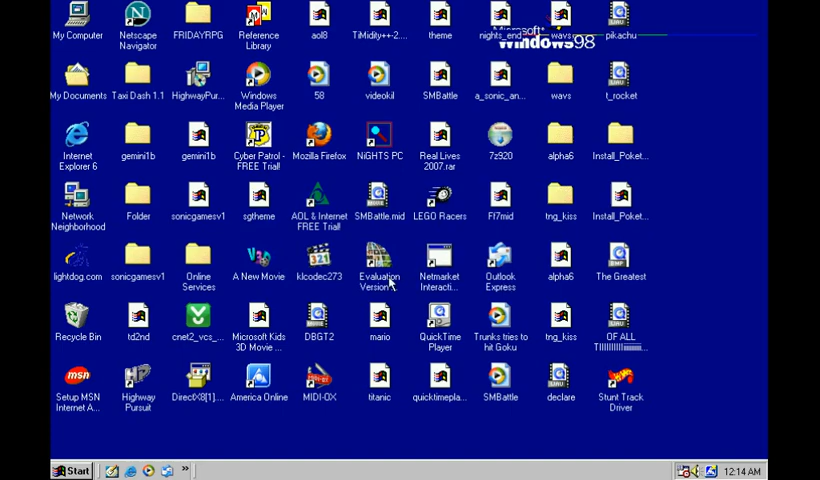 My Computer
Netscape
Navigator
FRIDAYRPG
Reference
Library
aol8
TiMidity++-2....
theme
nights_end
wavs
pikachu
Microsoft
Windows98
My Documents
Taxi Dash 1.1
HighwayPur...
Windows
Media Player
58
videokil
SMBattle
a_sonic_an...
wavs
t_rocket
Internet
Explorer 6
gemini1b
gemini1b
Cyber Patrol -
FREE Trial!
Mozilla Firefox
NiGHTS PC
Real Lives
2007.rar
7z920
alpha6
Install_Poket...
Network
Neighborhood
Folder
sonicgamesv1
sgtheme
AOL & Internet
FREE Trial!
SMBattle.mid
LEGO Racers
Ff7mid
tng_kiss
Install_Poket...
lightdog.com
sonicgamesv1
Online
Services
A New Movie
klcodec273
Evaluation
Version
Netmarket
Interacti...
Outlook
Express
alpha6
The Greatest
Recycle Bin
td2nd
cnet2_vcs_...
Microsoft Kids
3D Movie ...
DBGT2
mario
QuickTime
Player
Trunks tries to
hit Goku
tng_kiss
OF ALL
msn
Setup MSN
Internet A...
Highway
Pursuit
DirectX8[1]....
America Online
MIDI-OX
titanic
quicktimepla...
SMBattle
declare
Stunt Track
Driver
Start
12:14 AM